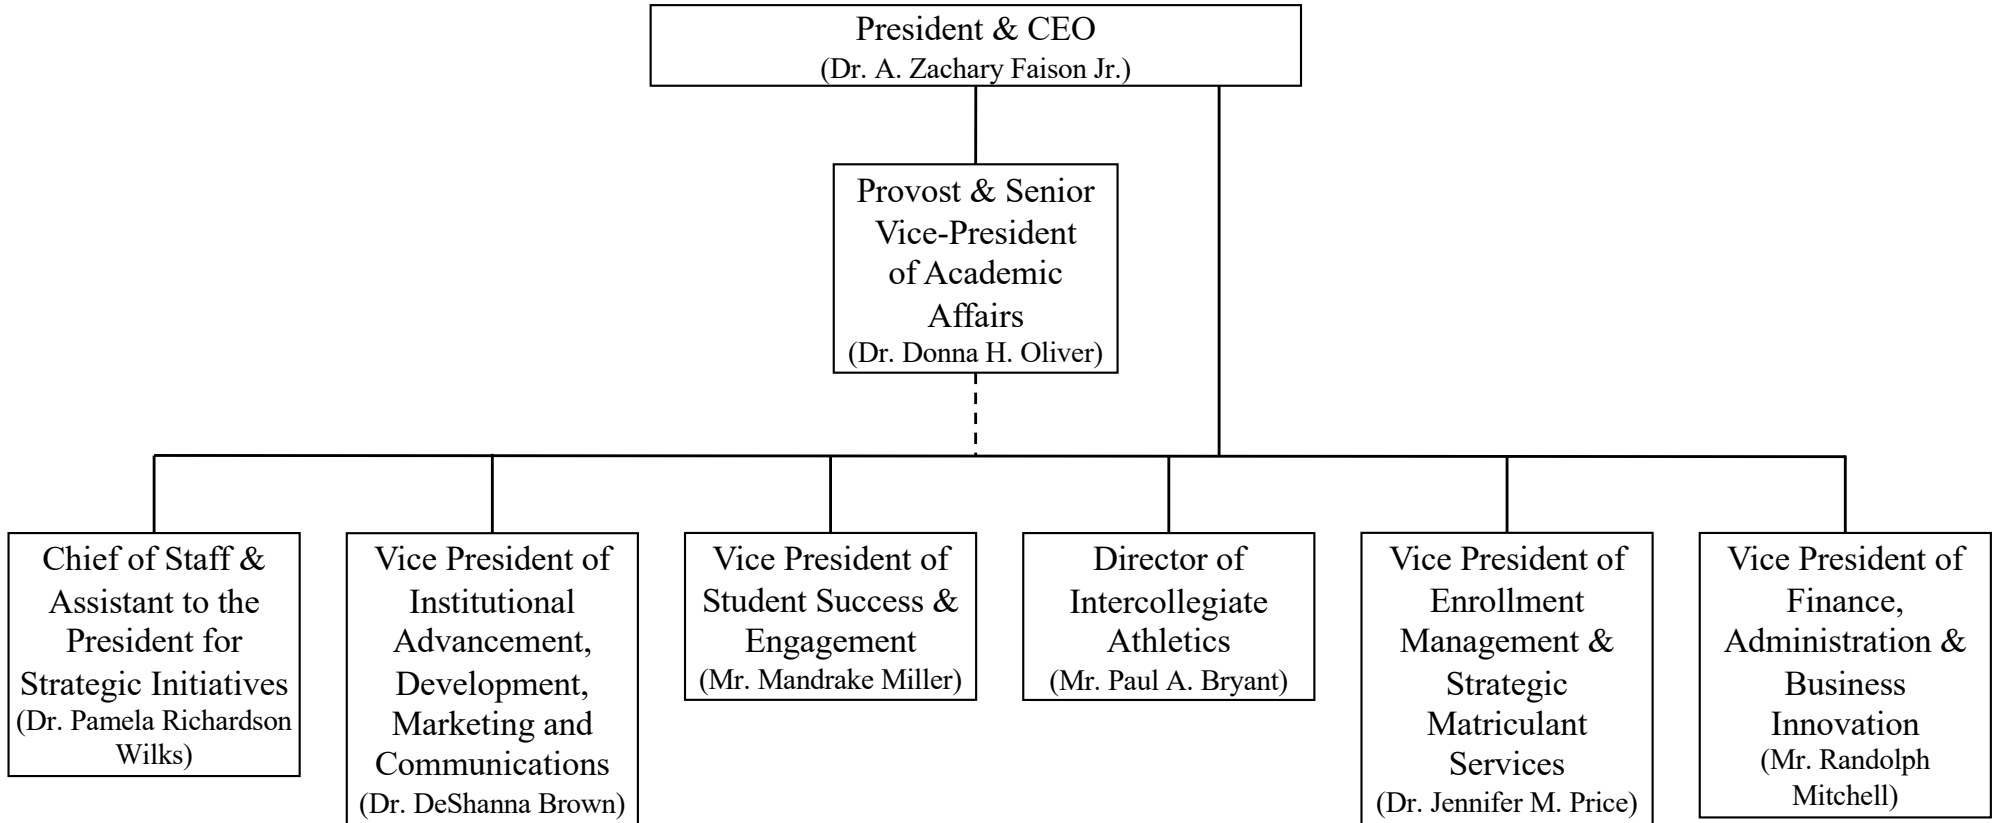 President & CEO
(Dr. A. Zachary Faison Jr.)
Provost & Senior
Vice-President
of Academic
Affairs
(Dr. Donna H. Oliver)
Chief of Staff &
Assistant to the
President for
Strategic Initiatives
(Dr. Pamela Richardson
Wilks)
Vice President of
Institutional
Advancement,
Development,
Marketing and
Communications
(Dr. DeShanna Brown)
Vice President of
Student Success &
Engagement
(Mr. Mandrake Miller)
Director of
Intercollegiate
Athletics
(Mr. Paul A. Bryant)
Vice President of
Enrollment
Management &
Strategic
Matriculant
Services
(Dr. Jennifer M. Price)
Vice President of
Finance,
Administration &
Business
Innovation
(Mr. Randolph
Mitchell)